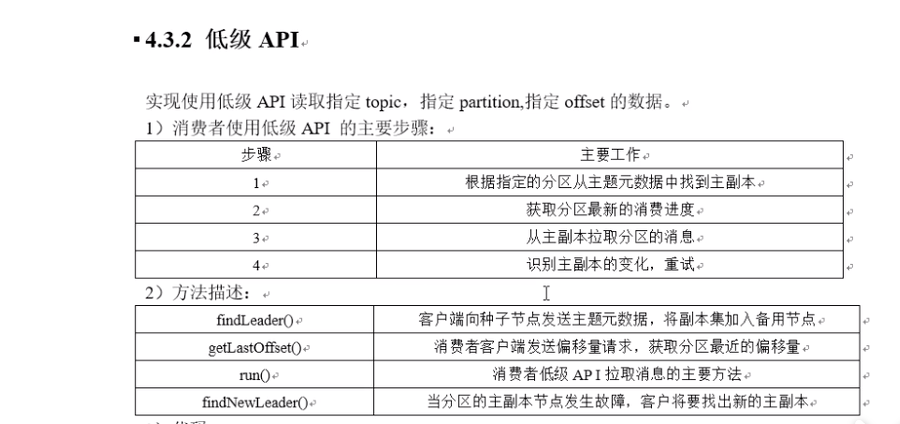 4.3.2 低级 API
实现使用低级 API 读取指定 topic，指定 partition,指定 offset 的数据。
1）消费者使用低级 API 的主要步骤：
步骤 主要工作
1 根据指定的分区从主题元数据中找到主副本
2 获取分区最新的消费进度
3 从主副本拉取分区的消息
4 识别主副本的变化，重试
2）方法描述：
findLeader() 客户端向种子节点发送主题元数据，将副本集加入备用节点
getLastOffset() 消费者客户端发送偏移量请求，获取分区最近的偏移量
run() 消费者低级 AP I 拉取消息的主要方法
findNewLeader() 当分区的主副本节点发生故障，客户将要找出新的主副本